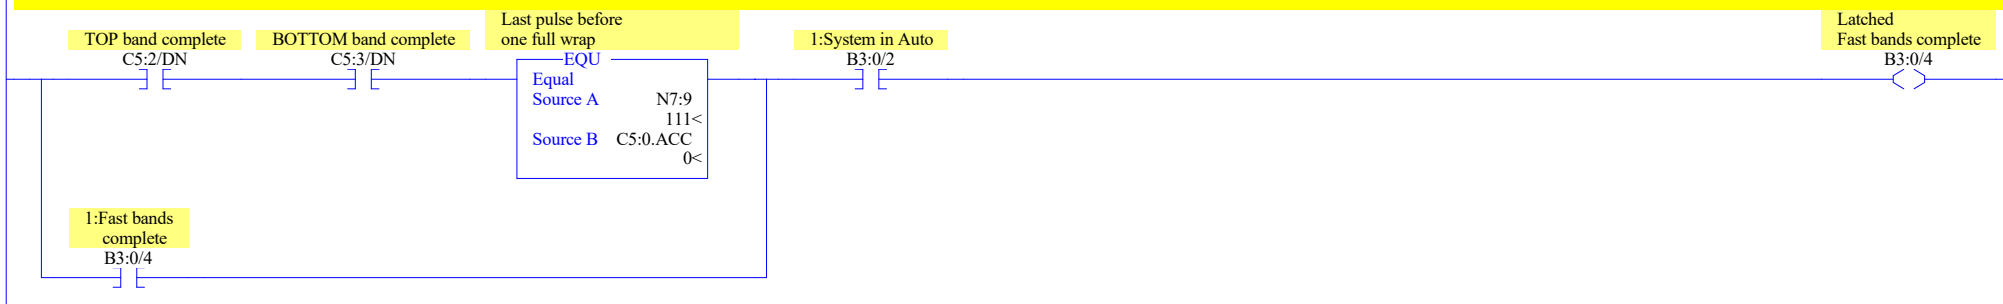 TOP band complete
C5:2/DN
BOTTOM band complete
C5:3/DN
Last pulse before
one full wrap
EQU
Equal
Source A N7:9
111<
Source B C5:0.ACC
0<
1:System in Auto
B3:0/2
Latched
Fast bands complete
B3:0/4
1:Fast bands
complete
B3:0/4